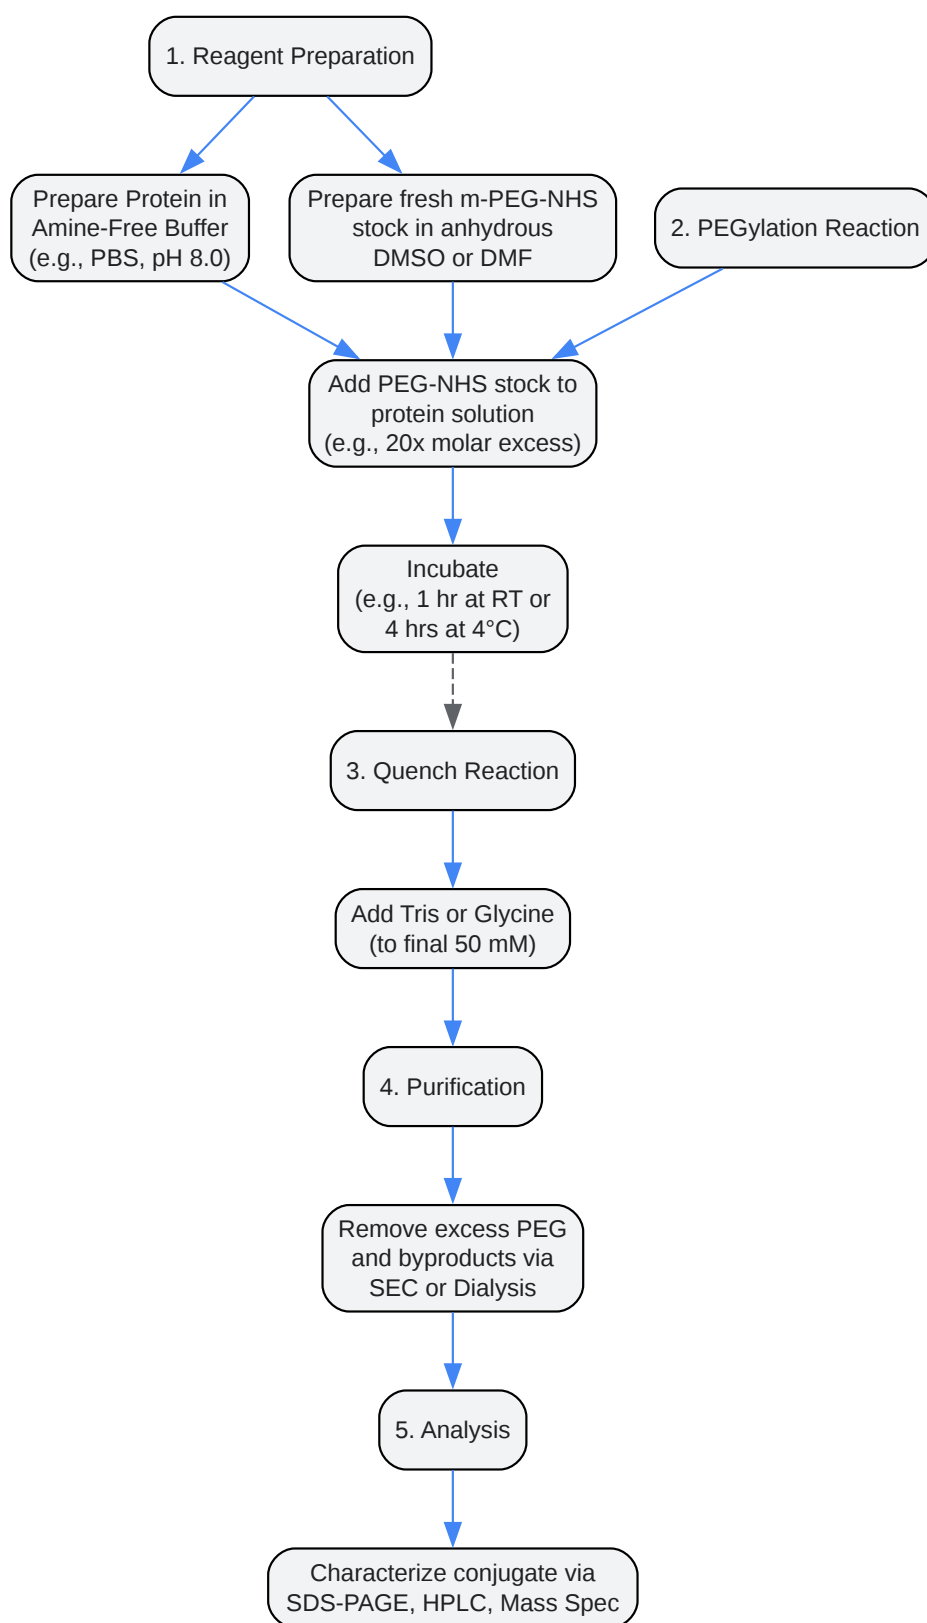 1. Reagent Preparation
Prepare Protein in
Amine-Free Buffer
(e.g., PBS, pH 8.0)
Prepare fresh m-PEG-NHS
stock in anhydrous
DMSO or DMF
2. PEGylation Reaction
Add PEG-NHS stock to
protein solution
(e.g., 20x molar excess)
Incubate
(e.g., 1 hr at RT or
4 hrs at 4°C)
3. Quench Reaction
Add Tris or Glycine
(to final 50 mM)
4. Purification
Remove excess PEG
and byproducts via
SEC or Dialysis
5. Analysis
Characterize conjugate via
SDS-PAGE, HPLC, Mass Spec